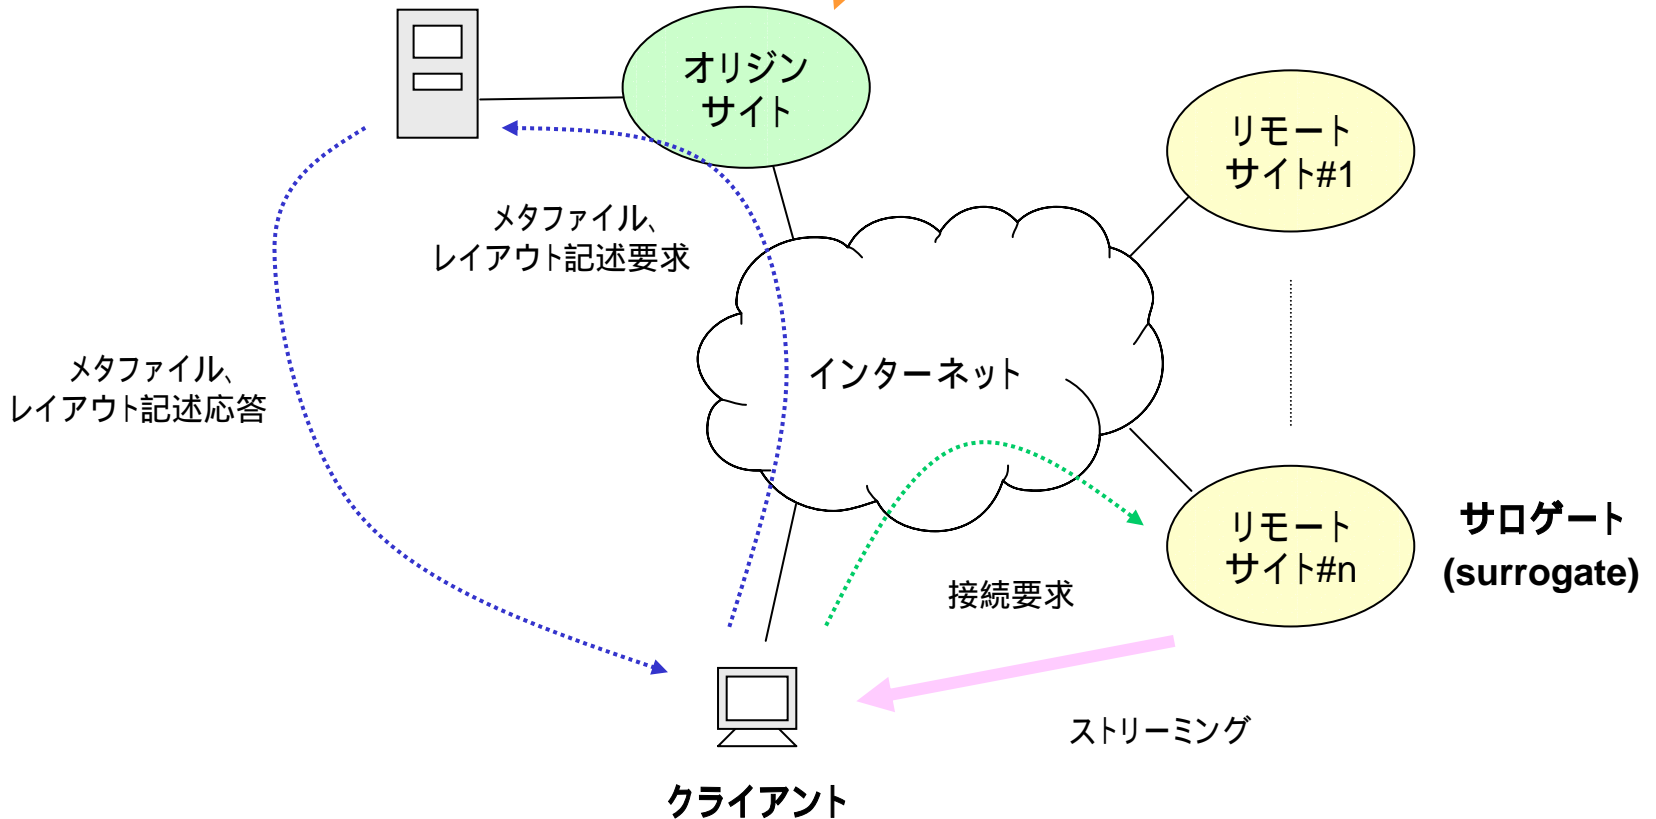 オリジン
サイト
リモート
サイト#1
メタファイル、
レイアウト記述要求
メタファイル、
レイアウト記述応答
インターネット
リモート
サイト#n
サロゲート
(surrogate)
接続要求
ストリーミング
クライアント